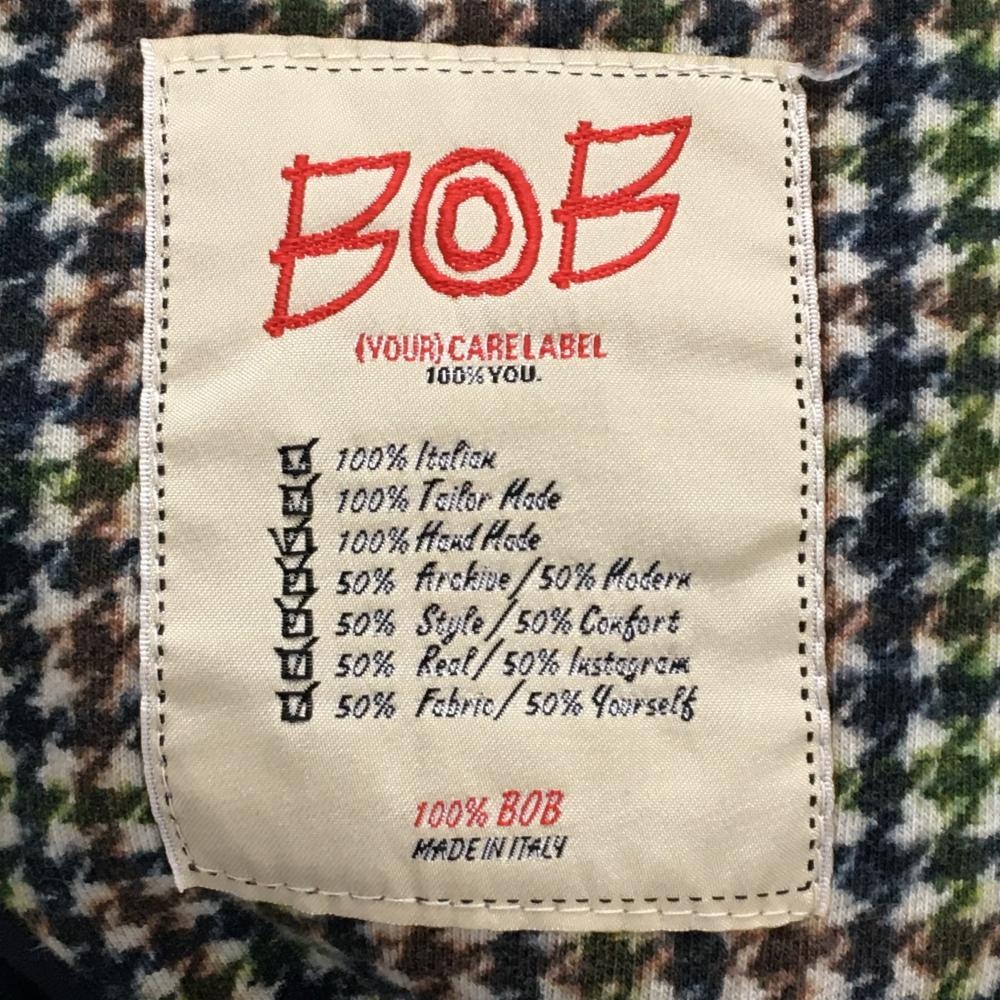 BOB
(YOUR) CARE LABEL
100% YOU.
100% Italian
100% Tailor Made
100% Hand Made
50% Archive/50% Modern
50% Style/50% Confort
50% Real/50% Instagram
50% Fabric/50% Yourself
100% BOB
MADE IN ITALY